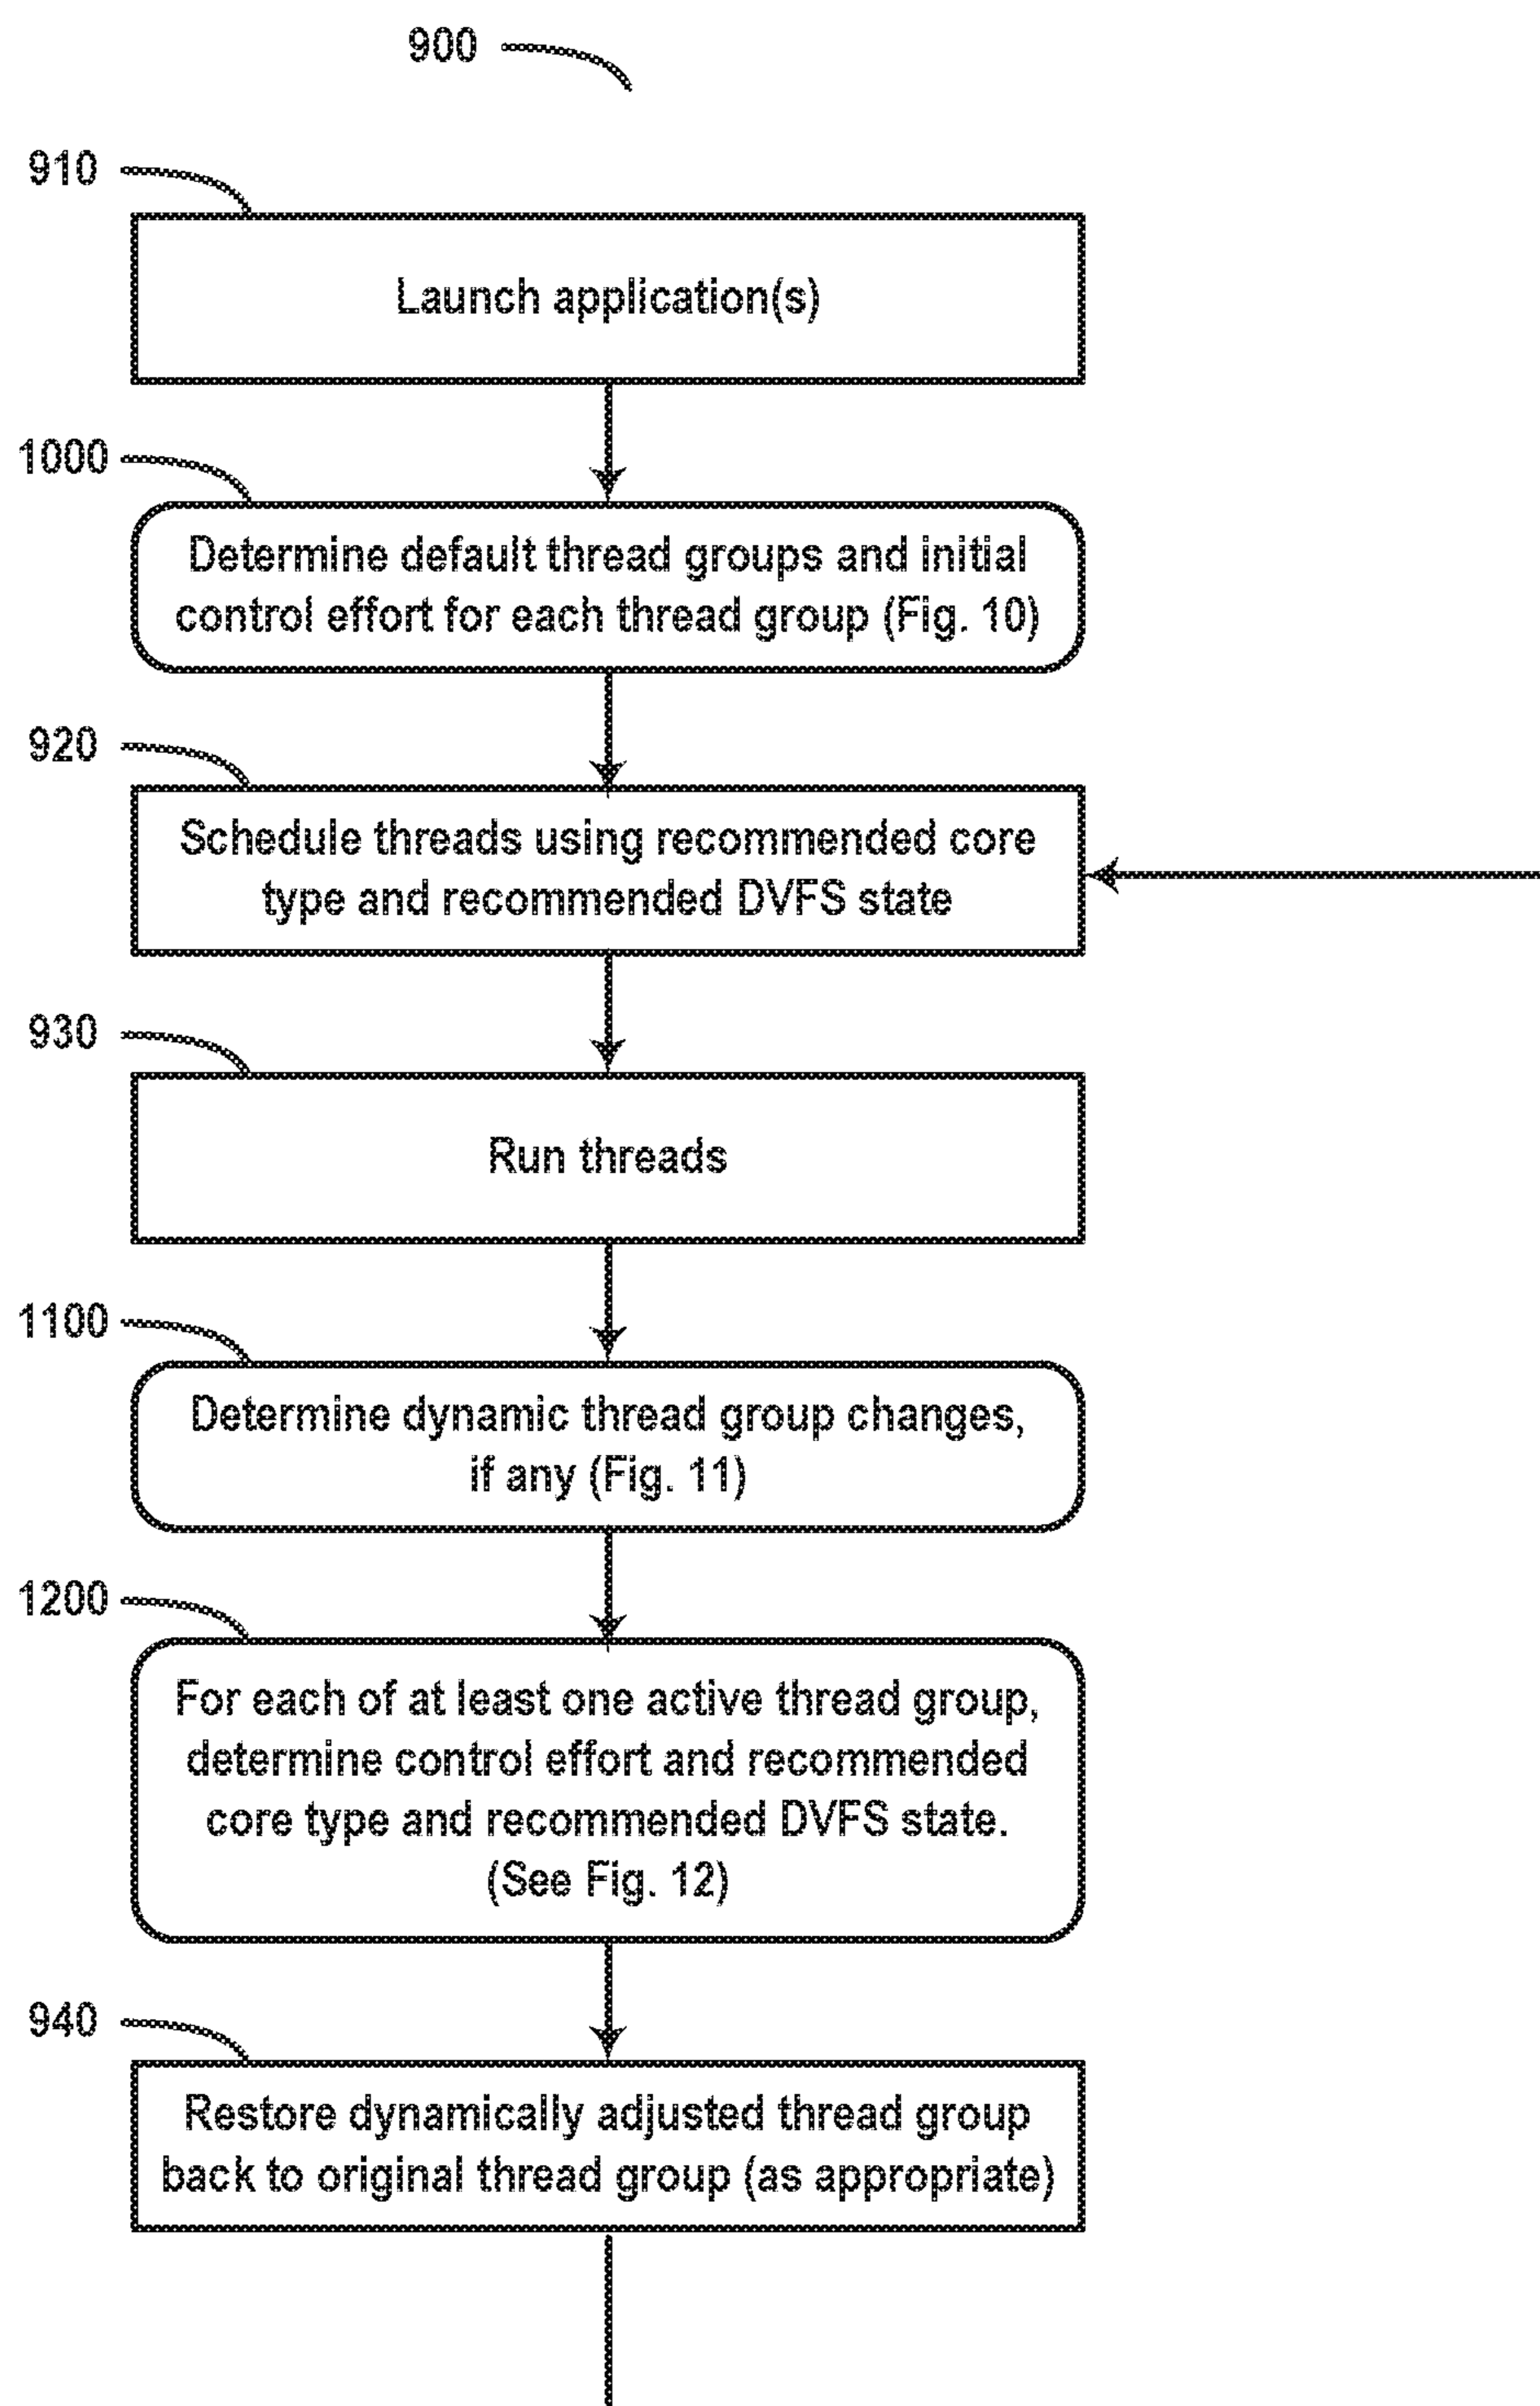 900
910
Launch application(s)
1000
Determine default thread groups and initial
control effort for each thread group (Fig. 10)
920
Schedule threads using recommended core
type and recommended DVFS state
930
Run threads
1100
Determine dynamic thread group changes,
if any (Fig. 11)
1200
For each of at least one active thread group,
determine control effort and recommended
core type and recommended DVFS state.
(See Fig. 12)
940
Restore dynamically adjusted thread group
back to original thread group (as appropriate)